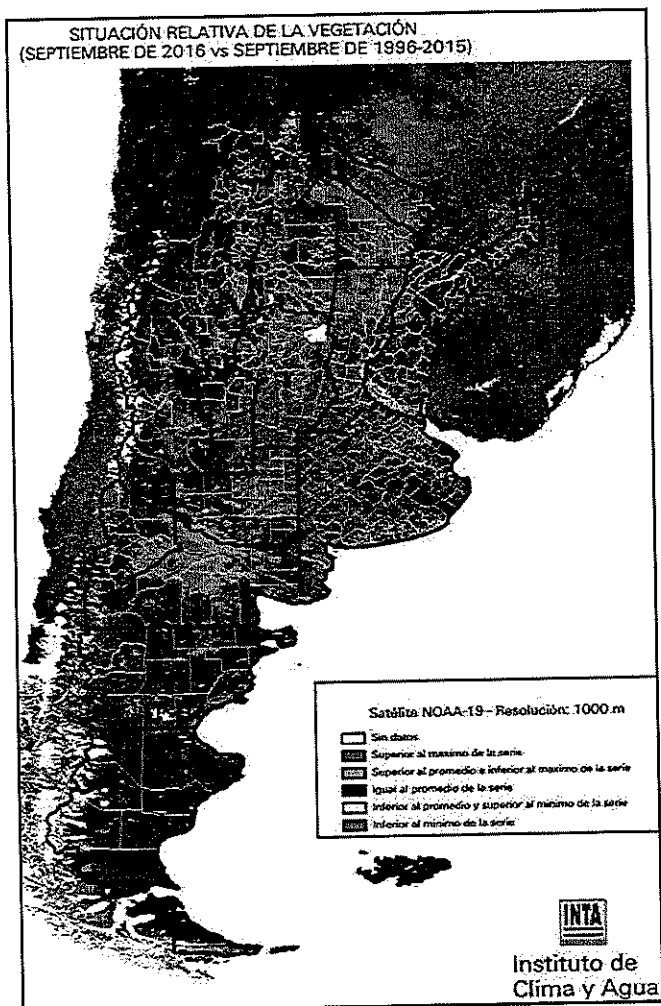 SITUACIÓN RELATIVA DE LA VEGETACIÓN
(SEPTIEMBRE DE 2016 vs SEPTIEMBRE DE 1996-2015)
Satélite NOAA-19 - Resolución: 1000 m
Sin datos
Superior al maximo de la serie
Superior al promedio e inferior al maximo de la serie
Igual al promedio de la serie
Inferior al promedio y superior al minimo de la serie
Inferior al minimo de la serie
INTA
Instituto de
Clima y Agua